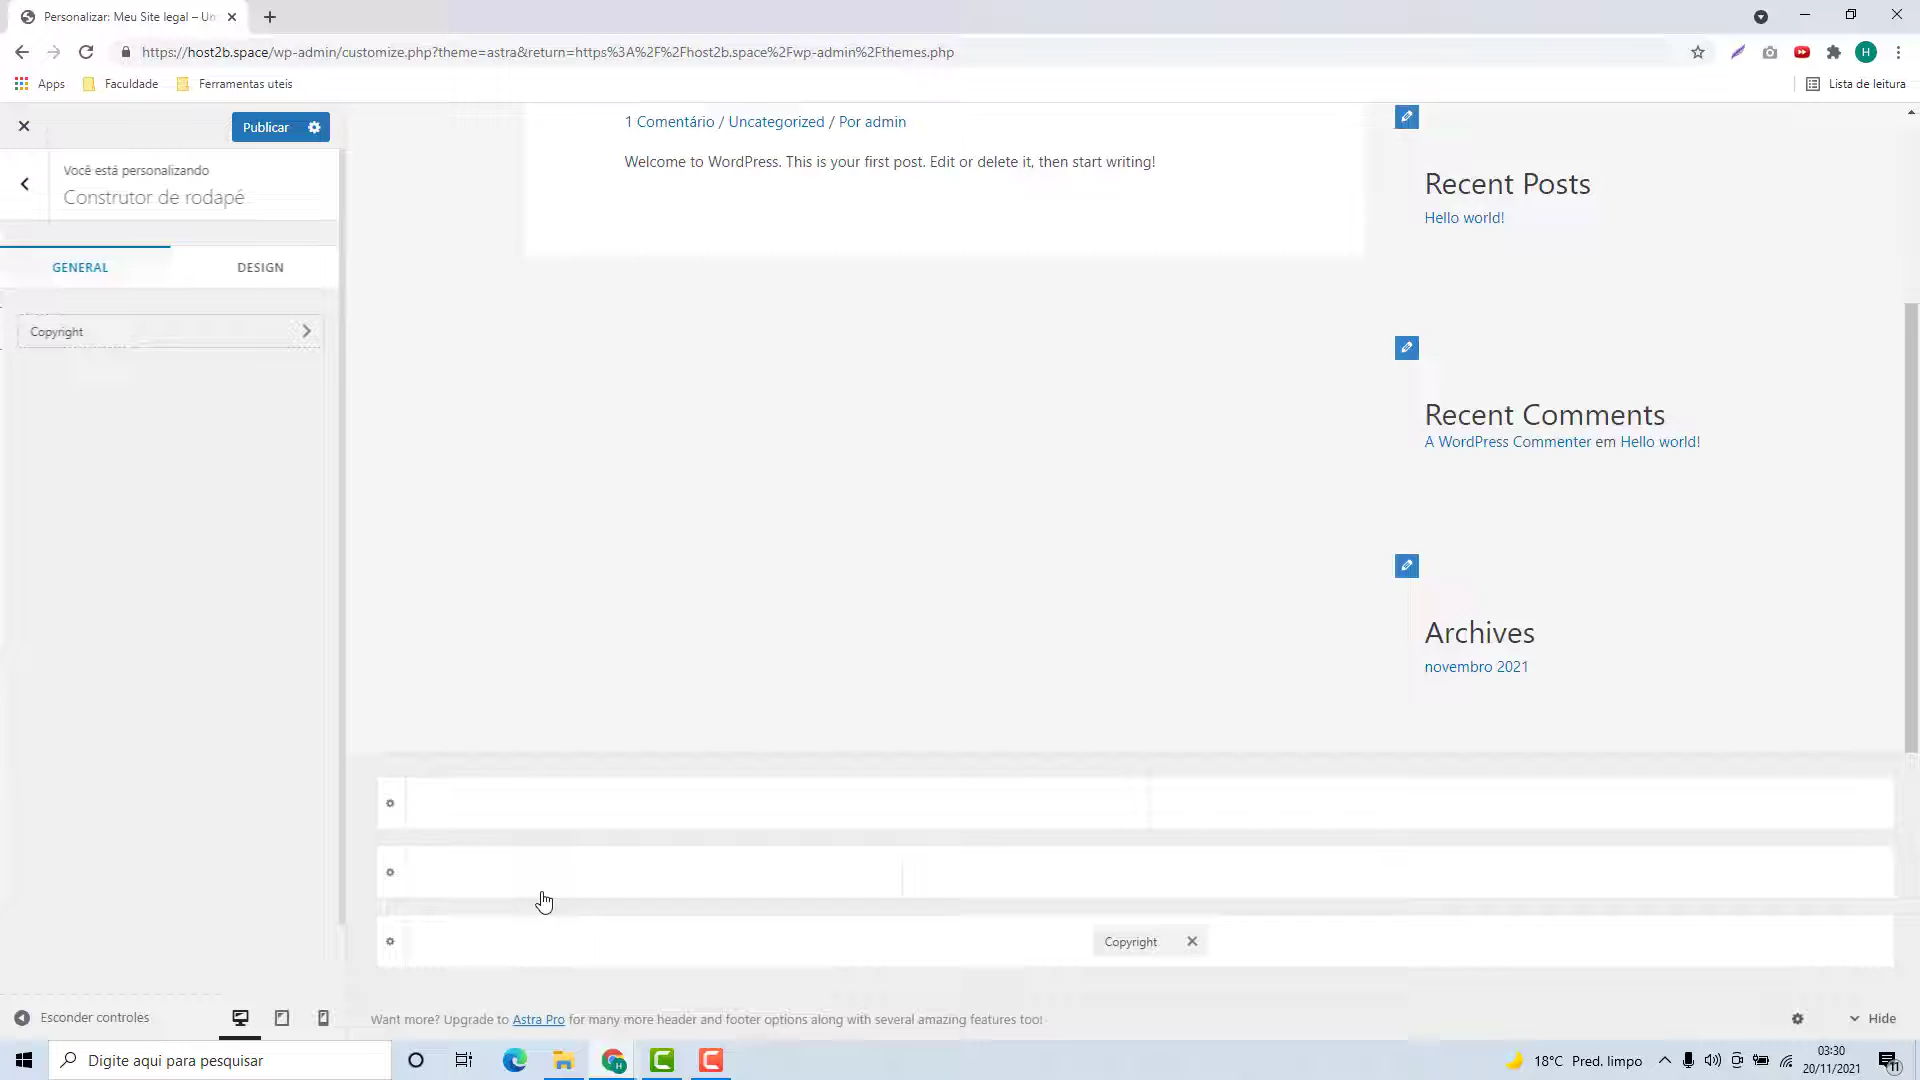 Personalizar: Meu Site legal – Un
https://host2b.space/wp-admin/customize.php?theme=astra&return=https%3A%2F%2Fhost2b.space%2Fwp-admin%2Fthemes.php
H
Apps
Faculdade
Ferramentas uteis
Lista de leitura
Publicar
Você está personalizando
Construtor de rodapé
GENERAL
DESIGN
Copyright
1 Comentário / Uncategorized / Por admin
Welcome to WordPress. This is your first post. Edit or delete it, then start writing!
Recent Posts
Hello world!
Recent Comments
A WordPress Commenter em Hello world!
Archives
novembro 2021
Copyright
Esconder controles
Want more? Upgrade to Astra Pro for many more header and footer options along with several amazing features too!
Hide
Digite aqui para pesquisar
18°C Pred. limpo
03:30
20/11/2021
11